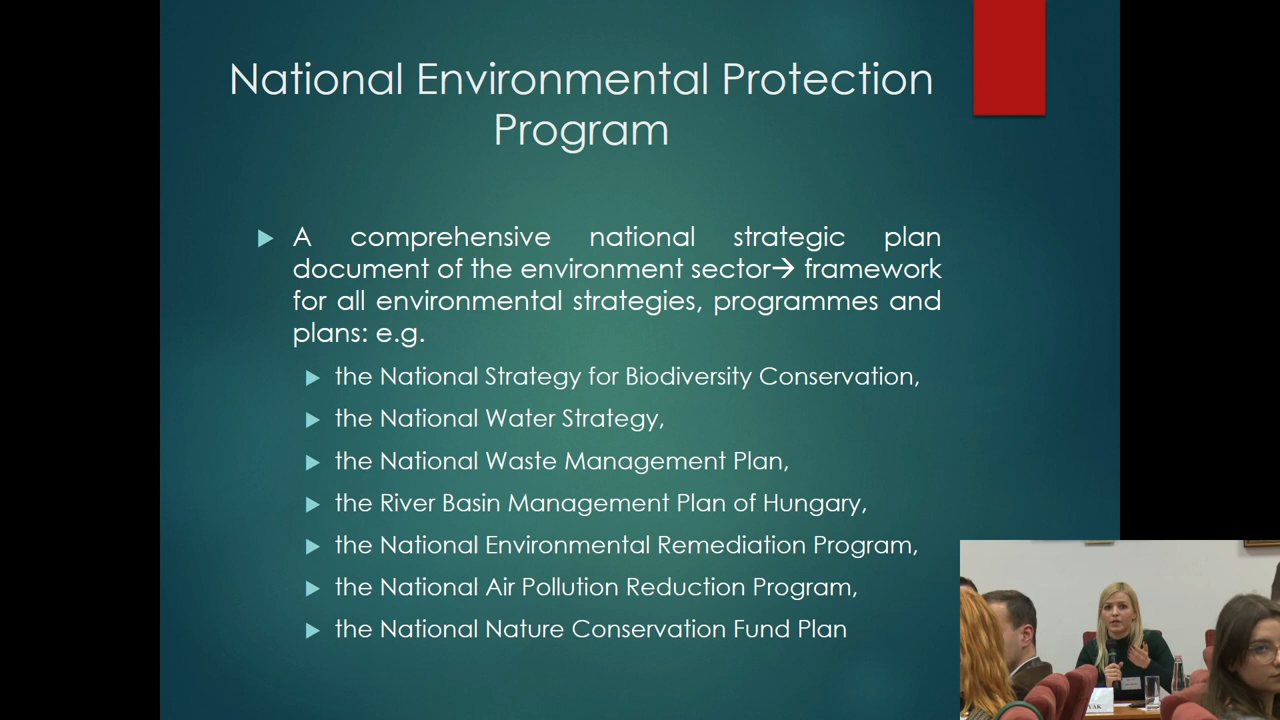 National Environmental Protection
Program
A comprehensive national strategic plan
document of the environment sector→ framework
for all environmental strategies, programmes and
plans: e.g.
the National Strategy for Biodiversity Conservation,
the National Water Strategy,
the National Waste Management Plan,
the River Basin Management Plan of Hungary,
the National Environmental Remediation Program,
the National Air Pollution Reduction Program,
the National Nature Conservation Fund Plan